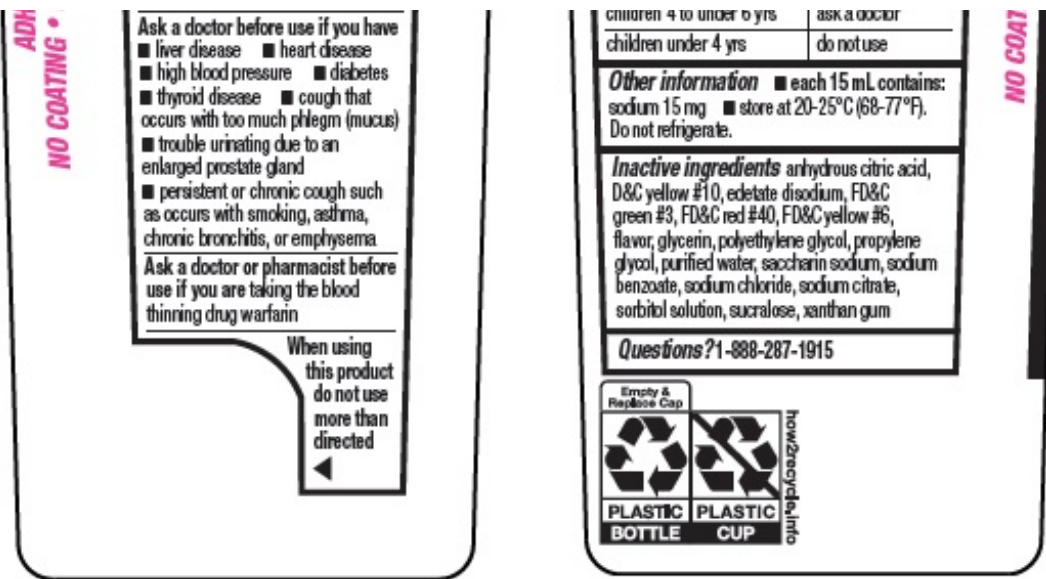 ADH
NO COATING •
Ask a doctor before use if you have
■ liver disease ■ heart disease
■ high blood pressure ■ diabetes
■ thyroid disease ■ cough that
occurs with too much phlegm (mucus)
■ trouble urinating due to an
enlarged prostate gland
■ persistent or chronic cough such
as occurs with smoking, asthma,
chronic bronchitis, or emphysema
Ask a doctor or pharmacist before
use if you are taking the blood
thinning drug warfarin
When using
this product
do not use
more than
directed
children 4 to under 6 yrs ask a doctor
children under 4 yrs do not use
Other information ■ each 15 mL contains:
sodium 15 mg ■ store at 20-25°C (68-77°F).
Do not refrigerate.
Inactive ingredients anhydrous citric acid,
D&C yellow #10, edetate disodium, FD&C
green #3, FD&C red #40, FD&C yellow #6,
flavor, glycerin, polyethylene glycol, propylene
glycol, purified water, saccharin sodium, sodium
benzoate, sodium chloride, sodium citrate,
sorbitol solution, sucralose, xanthan gum
Questions? 1-888-287-1915
Empty &
Replace Cap
PLASTIC
BOTTLE
PLASTIC
CUP
how2recycle.info
NO COAT